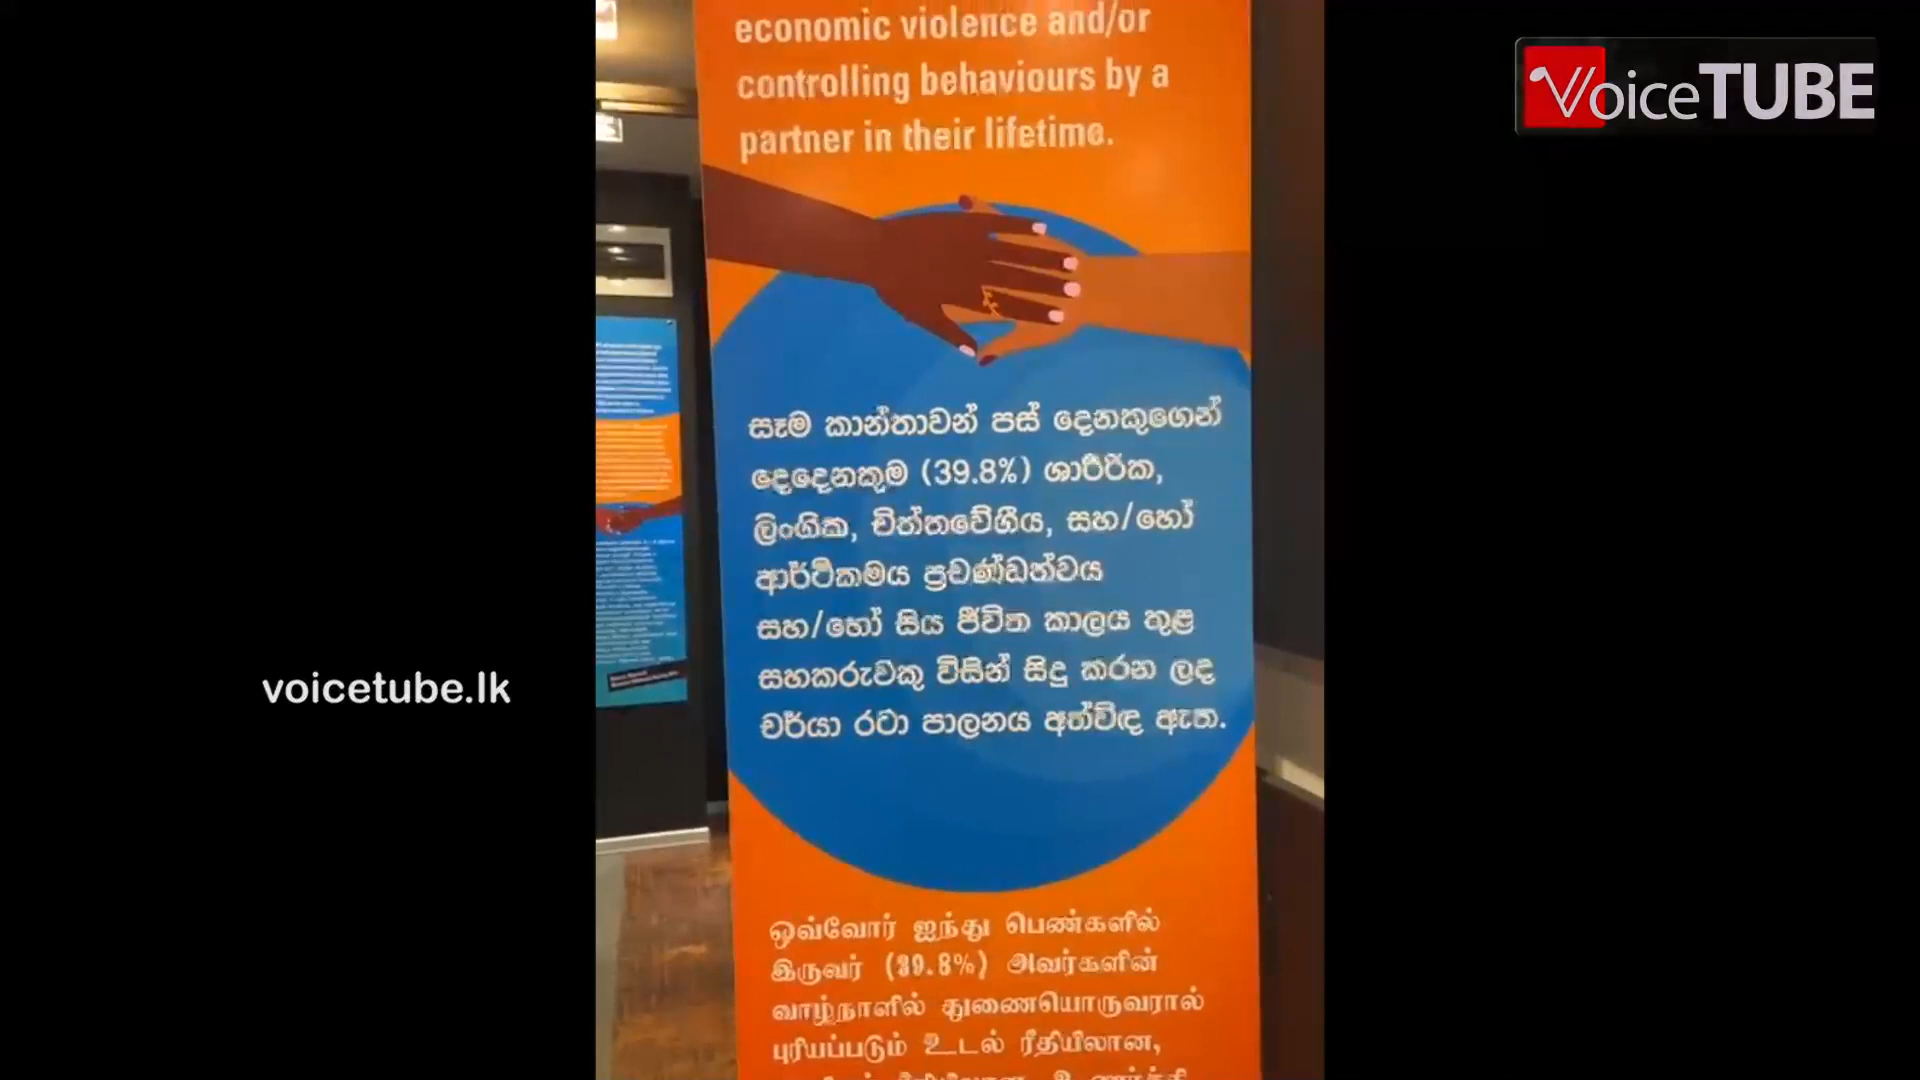 economic violence and/or
controlling behaviours by a
partner in their lifetime.
සෑම කාන්තාවන් පස් දෙනකුගෙන්
දෙදෙනකුම (39.8%) ශාරීරික,
ලිංගික, චිත්තවේගීය, සහ/හෝ
ආර්ථිකමය ප්‍රචණ්ඩත්වය
සහ/හෝ සිය ජීවිත කාලය තුළ
සහකරුවකු විසින් සිදු කරන ලද
චර්යා රටා පාලනය අත්විඳ ඇත.
ஒவ்வோர் ஐந்து பெண்களில்
இருவர் (39.8%) அவர்களின்
வாழ்நாளில் துணையொருவரால்
புரியப்படும் உடல் ரீதியிலான,
VoiceTUBE
voicetube.lk